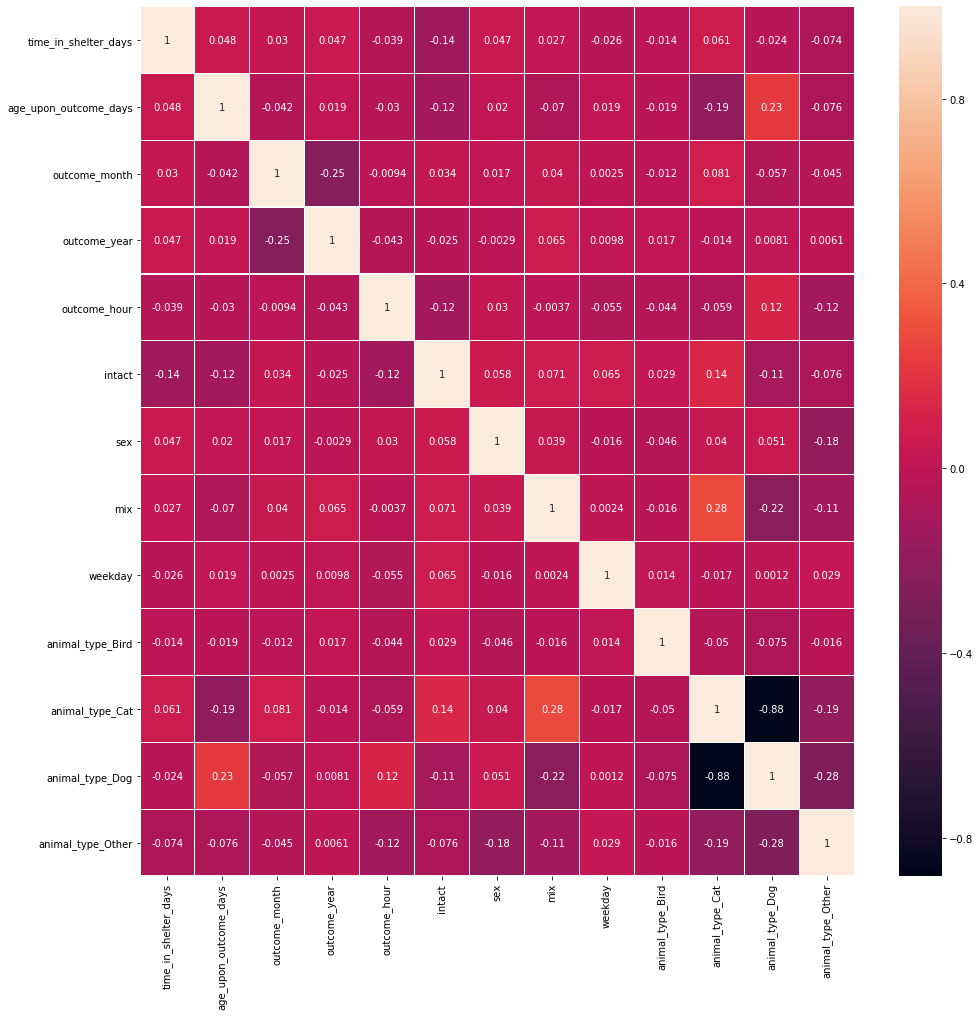 time_in_shelter_days 1 0.048 0.03 0.047 -0.039 -0.14 0.047 0.027 -0.026 -0.014 0.061 -0.024 -0.074
0.8
age_upon_outcome_days 0.048 1 -0.042 0.019 -0.03 -0.12 0.02 -0.07 0.019 -0.019 -0.19 0.23 -0.076
outcome_month 0.03 -0.042 1 -0.25 -0.0094 0.034 0.017 0.04 0.0025 -0.012 0.081 -0.057 -0.045
outcome_year 0.047 0.019 -0.25 1 -0.043 -0.025 -0.0029 0.065 0.0098 0.017 -0.014 0.0081 0.0061
0.4
outcome_hour -0.039 -0.03 -0.0094 -0.043 1 -0.12 0.03 -0.0037 -0.055 -0.044 -0.059 0.12 -0.12
intact -0.14 -0.12 0.034 -0.025 -0.12 1 0.058 0.071 0.065 0.029 0.14 -0.11 -0.076
sex 0.047 0.02 0.017 -0.0029 0.03 0.058 1 0.039 -0.016 -0.046 0.04 0.051 -0.18
0.0
mix 0.027 -0.07 0.04 0.065 -0.0037 0.071 0.039 1 0.0024 -0.016 0.28 -0.22 -0.11
weekday -0.026 0.019 0.0025 0.0098 -0.055 0.065 -0.016 0.0024 1 0.014 -0.017 0.0012 0.029
animal_type_Bird -0.014 -0.019 -0.012 0.017 -0.044 0.029 -0.046 -0.016 0.014 1 -0.05 -0.075 -0.016
−0.4
animal_type_Cat 0.061 -0.19 0.081 -0.014 -0.059 0.14 0.04 0.28 -0.017 -0.05 1 -0.88 -0.19
animal_type_Dog -0.024 0.23 -0.057 0.0081 0.12 -0.11 0.051 -0.22 0.0012 -0.075 -0.88 1 -0.28
animal_type_Other -0.074 -0.076 -0.045 0.0061 -0.12 -0.076 -0.18 -0.11 0.029 -0.016 -0.19 -0.28 1
−0.8
time_in_shelter_days
age_upon_outcome_days
outcome_month
outcome_year
outcome_hour
intact
sex
mix
weekday
animal_type_Bird
animal_type_Cat
animal_type_Dog
animal_type_Other